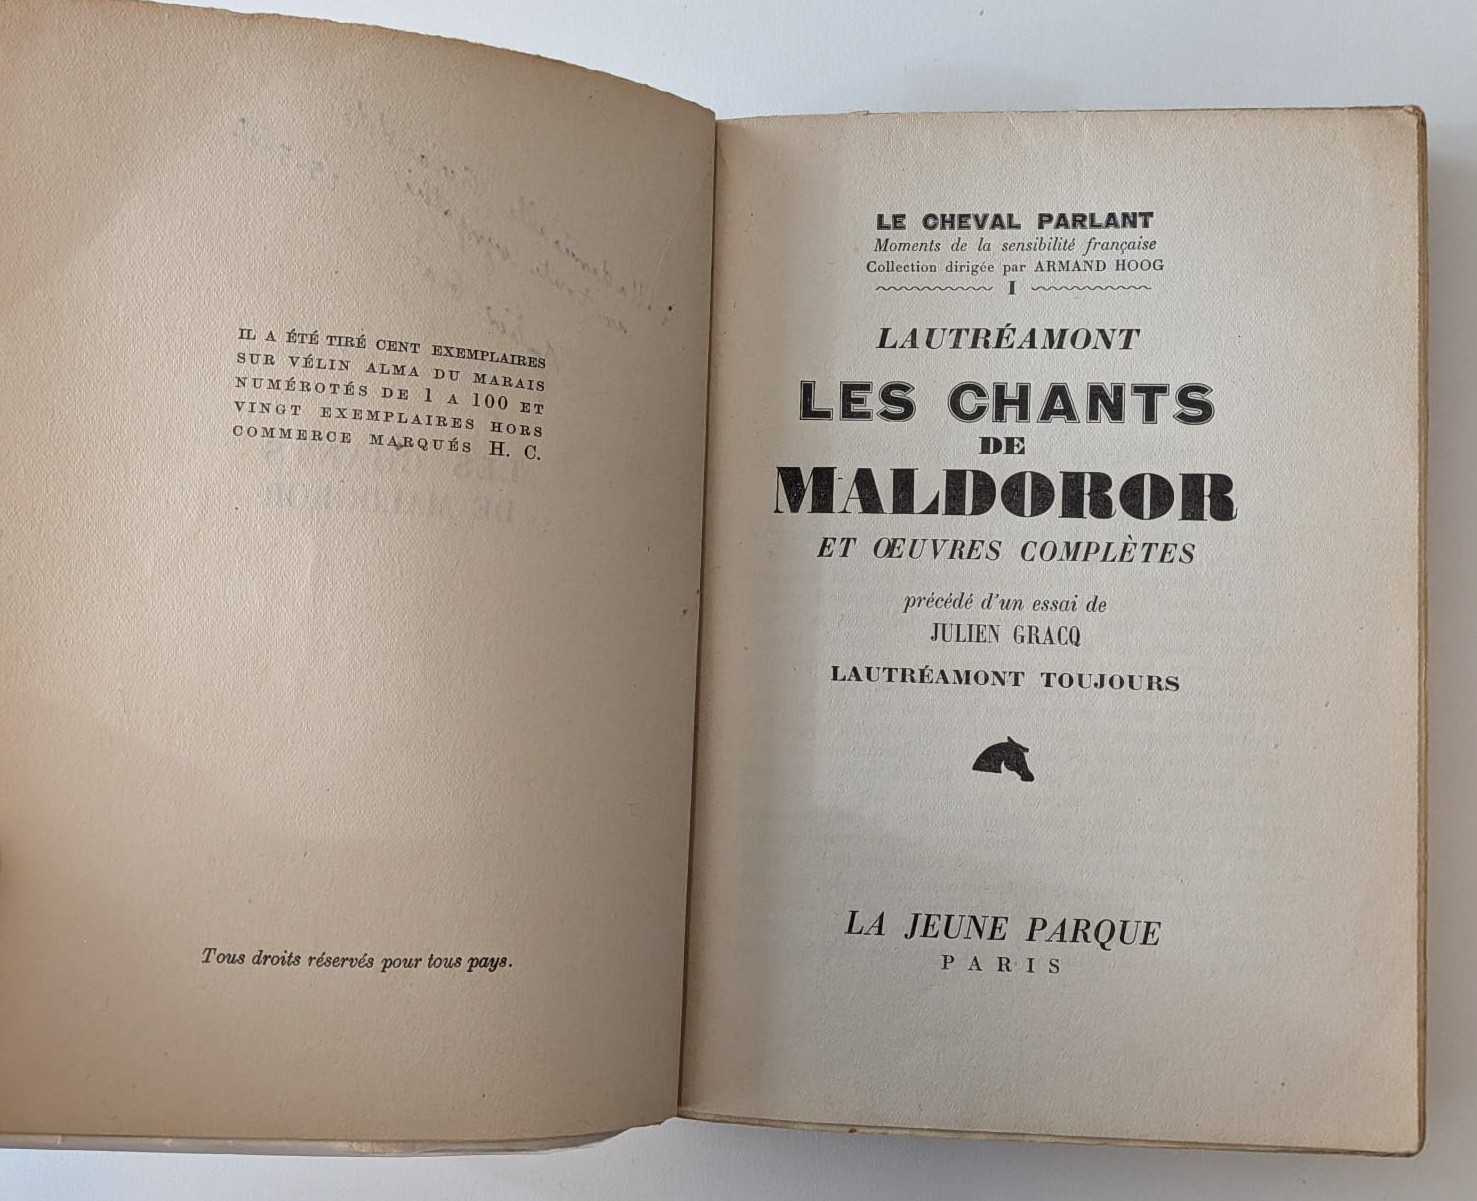 IL A ÉTÉ TIRÉ CENT EXEMPLAIRES
SUR VÉLIN ALMA DU MARAIS
NUMÉROTÉS DE 1 A 100 ET
VINGT EXEMPLAIRES HORS
COMMERCE MARQUÉS H. C.
Tous droits réservés pour tous pays.
LE CHEVAL PARLANT
Moments de la sensibilité française
Collection dirigée par ARMAND HOOG
I
LAUTRÉAMONT
LES CHANTS
DE
MALDOROR
ET ŒUVRES COMPLÈTES
précédé d'un essai de
JULIEN GRACQ
LAUTRÉAMONT TOUJOURS
LA JEUNE PARQUE
PARIS